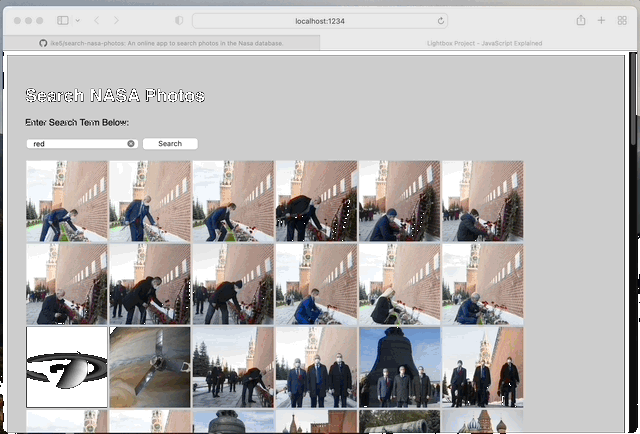 localhost:1234
ike5/search-nasa-photos: An online app to search photos in the Nasa database.
Lightbox Project - JavaScript Explained
Search NASA Photos
Enter Search Term Below:
red
Search